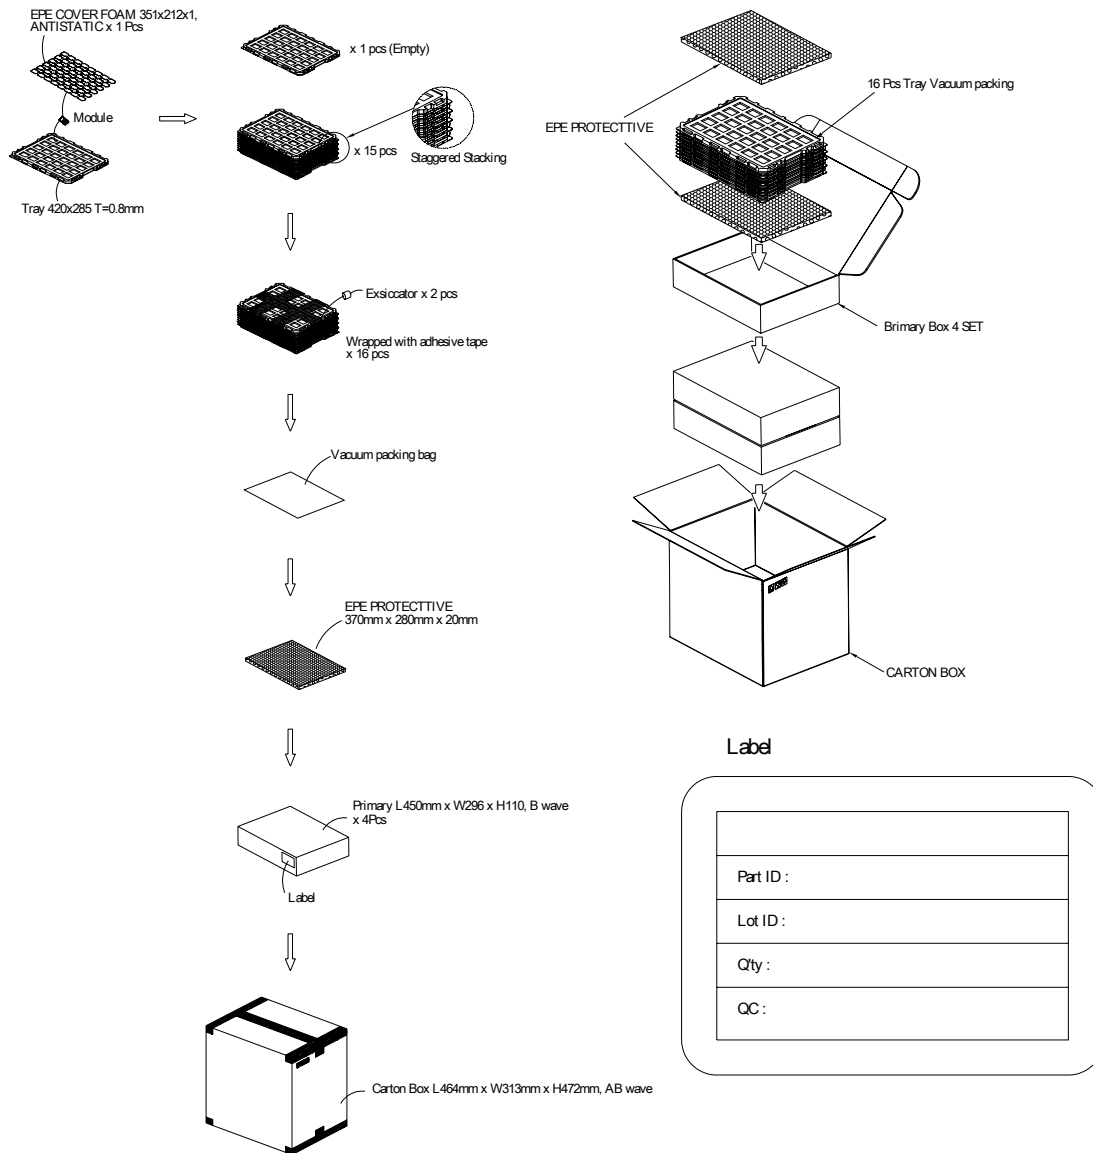 EPE COVER FOAM 351x212x1,
ANTISTATIC x 1 Pcs
Module
Tray 420x285 T=0.8mm
x 1 pcs (Empty)
x 15 pcs
Staggered Stacking
Exsiccator x 2 pcs
Wrapped with adhesive tape
x 16 pcs
Vacuum packing bag
EPE PROTECTTIVE
370mm x 280mm x 20mm
Primary L450mm x W296 x H110, B wave
x 4Pcs
Label
Carton Box L464mm x W313mm x H472mm, AB wave
16 Pcs Tray Vacuum packing
EPE PROTECTTIVE
Brimary Box 4 SET
CARTON BOX
Label
Part ID :
Lot ID :
Q'ty :
QC :